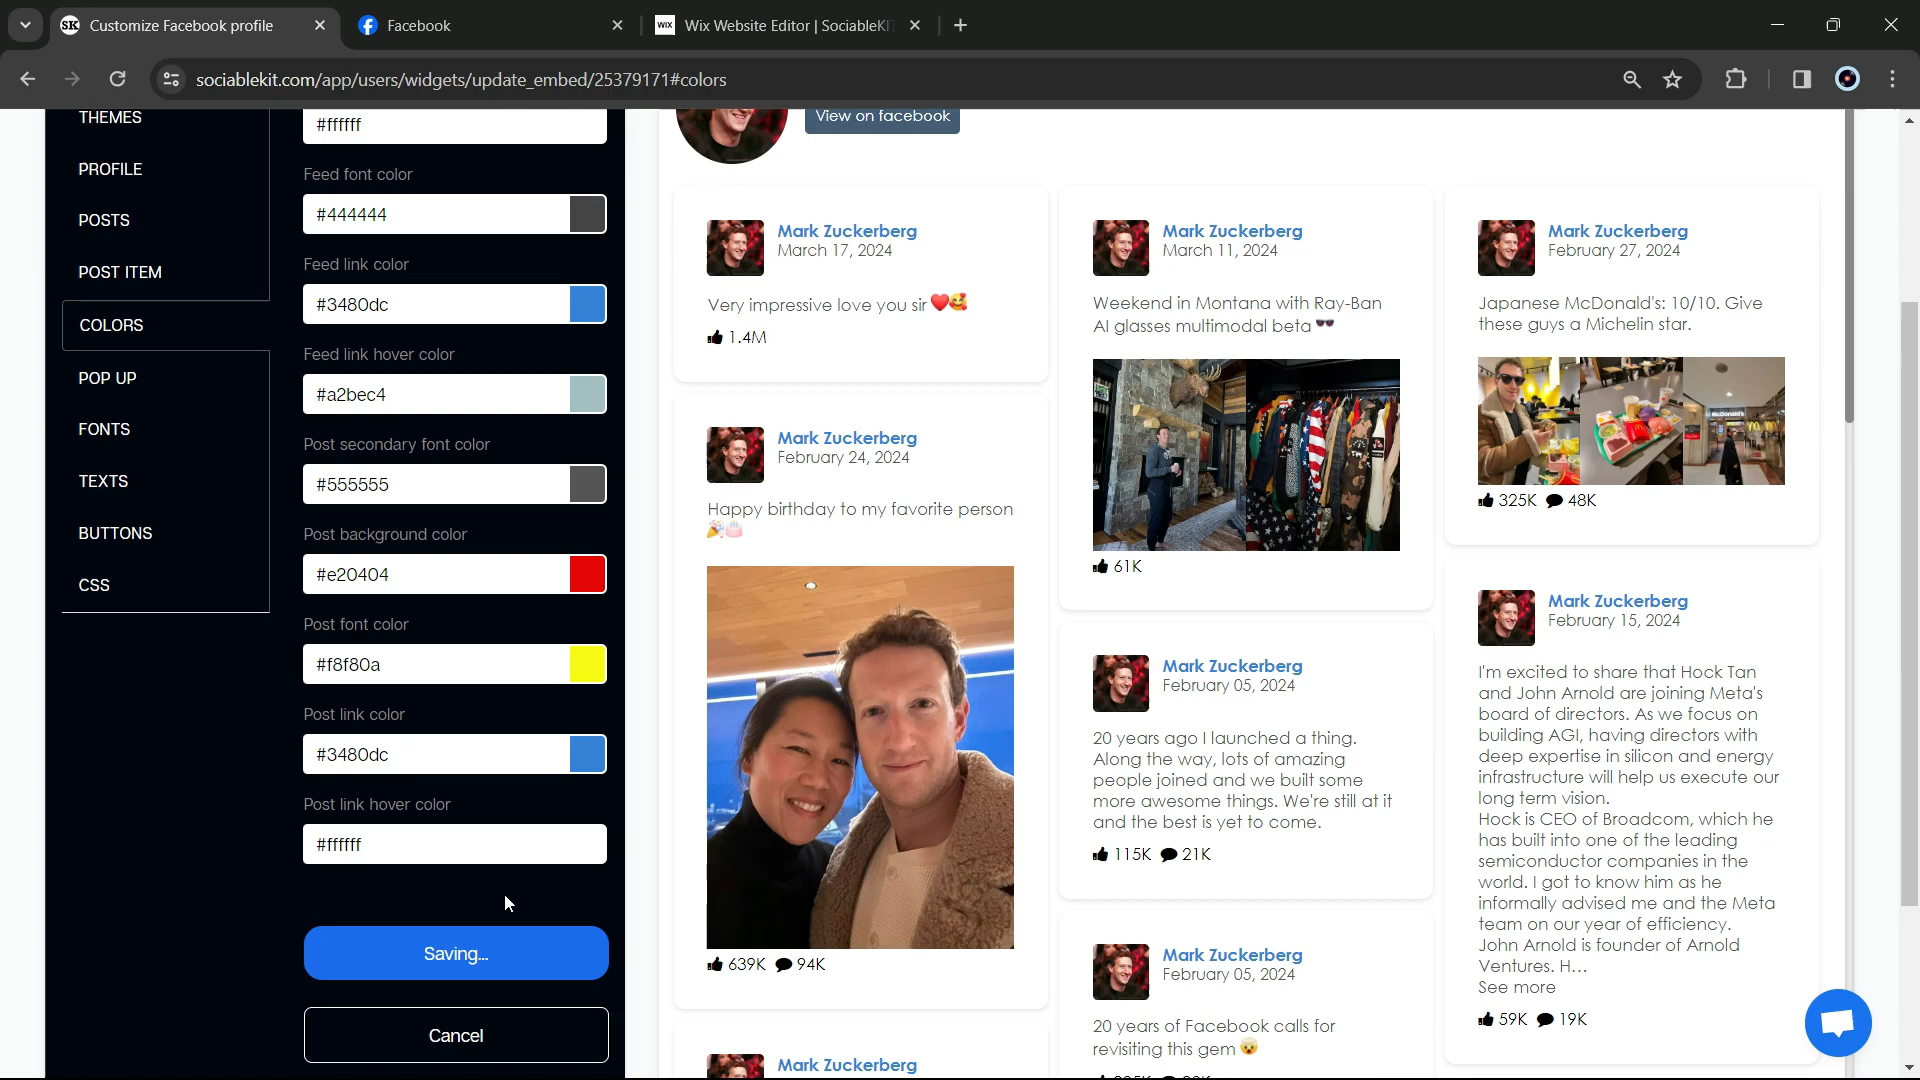 Customize Facebook profile
Facebook
Wix Website Editor | SociableKI
sociablekit.com/app/users/widgets/update_embed/25379171#colors
THEMES
PROFILE
POSTS
POST ITEM
COLORS
POP UP
FONTS
TEXTS
BUTTONS
CSS
#ffffff
Feed font color
#444444
Feed link color
#3480dc
Feed link hover color
#a2bec4
Post secondary font color
#555555
Post background color
#e20404
Post font color
#f8f80a
Post link color
#3480dc
Post link hover color
#ffffff
Saving...
Cancel
View on facebook
Mark Zuckerberg
March 17, 2024
Very impressive love you sir ❤️🥰
1.4M
Mark Zuckerberg
February 24, 2024
Happy birthday to my favorite person
🎉🎂
639K 94K
Mark Zuckerberg
Mark Zuckerberg
March 11, 2024
Weekend in Montana with Ray-Ban
AI glasses multimodal beta 🕶️
61K
Mark Zuckerberg
February 05, 2024
20 years ago I launched a thing.
Along the way, lots of amazing
people joined and we built some
more awesome things. We're still at it
and the best is yet to come.
115K 21K
Mark Zuckerberg
February 05, 2024
20 years of Facebook calls for
revisiting this gem 🤯
Mark Zuckerberg
February 27, 2024
Japanese McDonald's: 10/10. Give
these guys a Michelin star.
325K 48K
Mark Zuckerberg
February 15, 2024
I'm excited to share that Hock Tan
and John Arnold are joining Meta's
board of directors. As we focus on
building AGI, having directors with
deep expertise in silicon and energy
infrastructure will help us execute our
long term vision.
Hock is CEO of Broadcom, which he
has built into one of the leading
semiconductor companies in the
world. I got to know him as he
informally advised me and the Meta
team on our year of efficiency.
John Arnold is founder of Arnold
Ventures. H...
See more
59K 19K